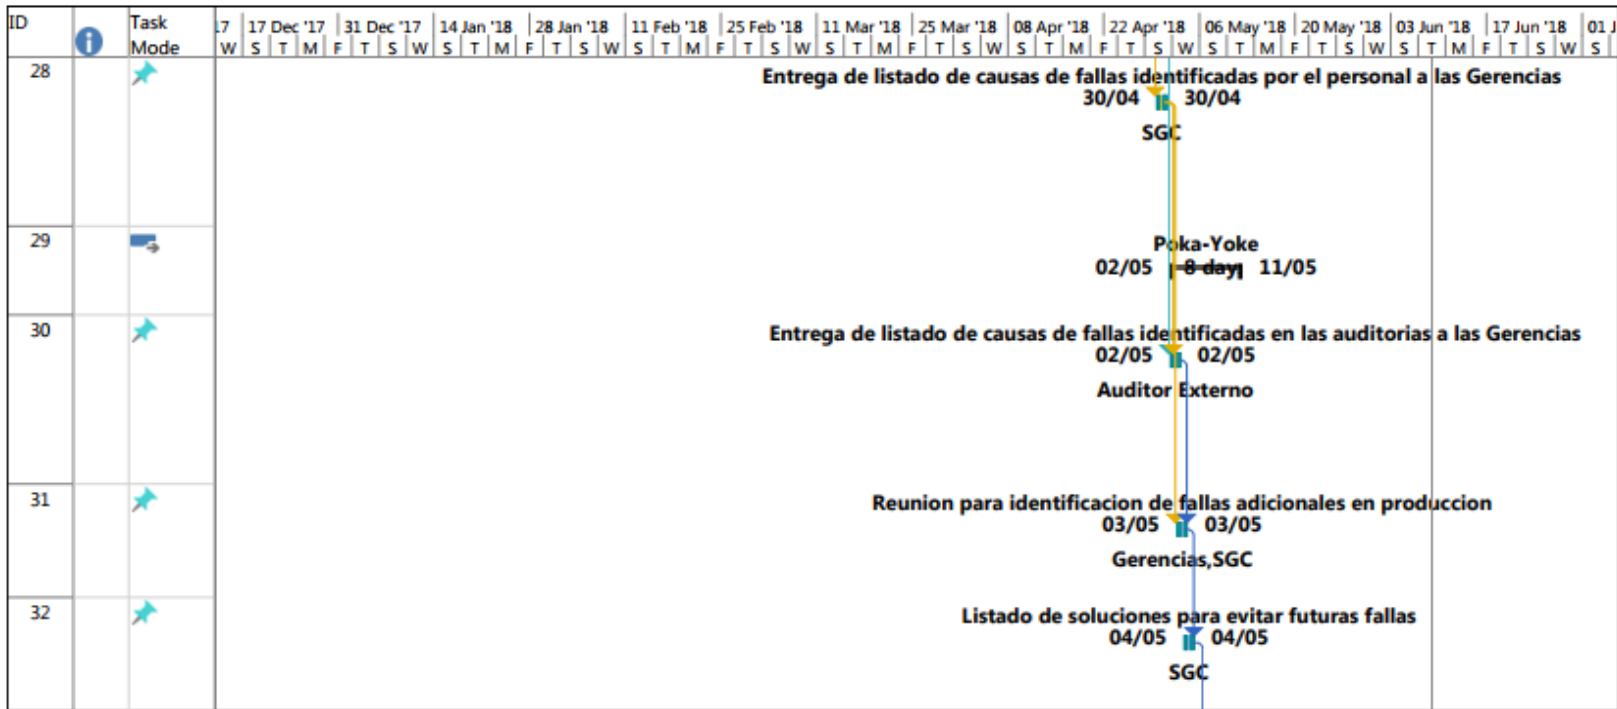 ID Task Mode
17 17 Dec '17 31 Dec '17 14 Jan '18 28 Jan '18 11 Feb '18 25 Feb '18 11 Mar '18 25 Mar '18 08 Apr '18 22 Apr '18 06 May '18 20 May '18 03 Jun '18 17 Jun '18 01 J
W S T M F T S W S T M F T S W S T M F T S W S T M F T S W S T M F T S W S T M F T S W S T M F T S W S
28
Entrega de listado de causas de fallas identificadas por el personal a las Gerencias
30/04 30/04
SGC
29
Poka-Yoke
02/05 8 day 11/05
30
Entrega de listado de causas de fallas identificadas en las auditorias a las Gerencias
02/05 02/05
Auditor Externo
31
Reunion para identificacion de fallas adicionales en produccion
03/05 03/05
Gerencias,SGC
32
Listado de soluciones para evitar futuras fallas
04/05 04/05
SGC